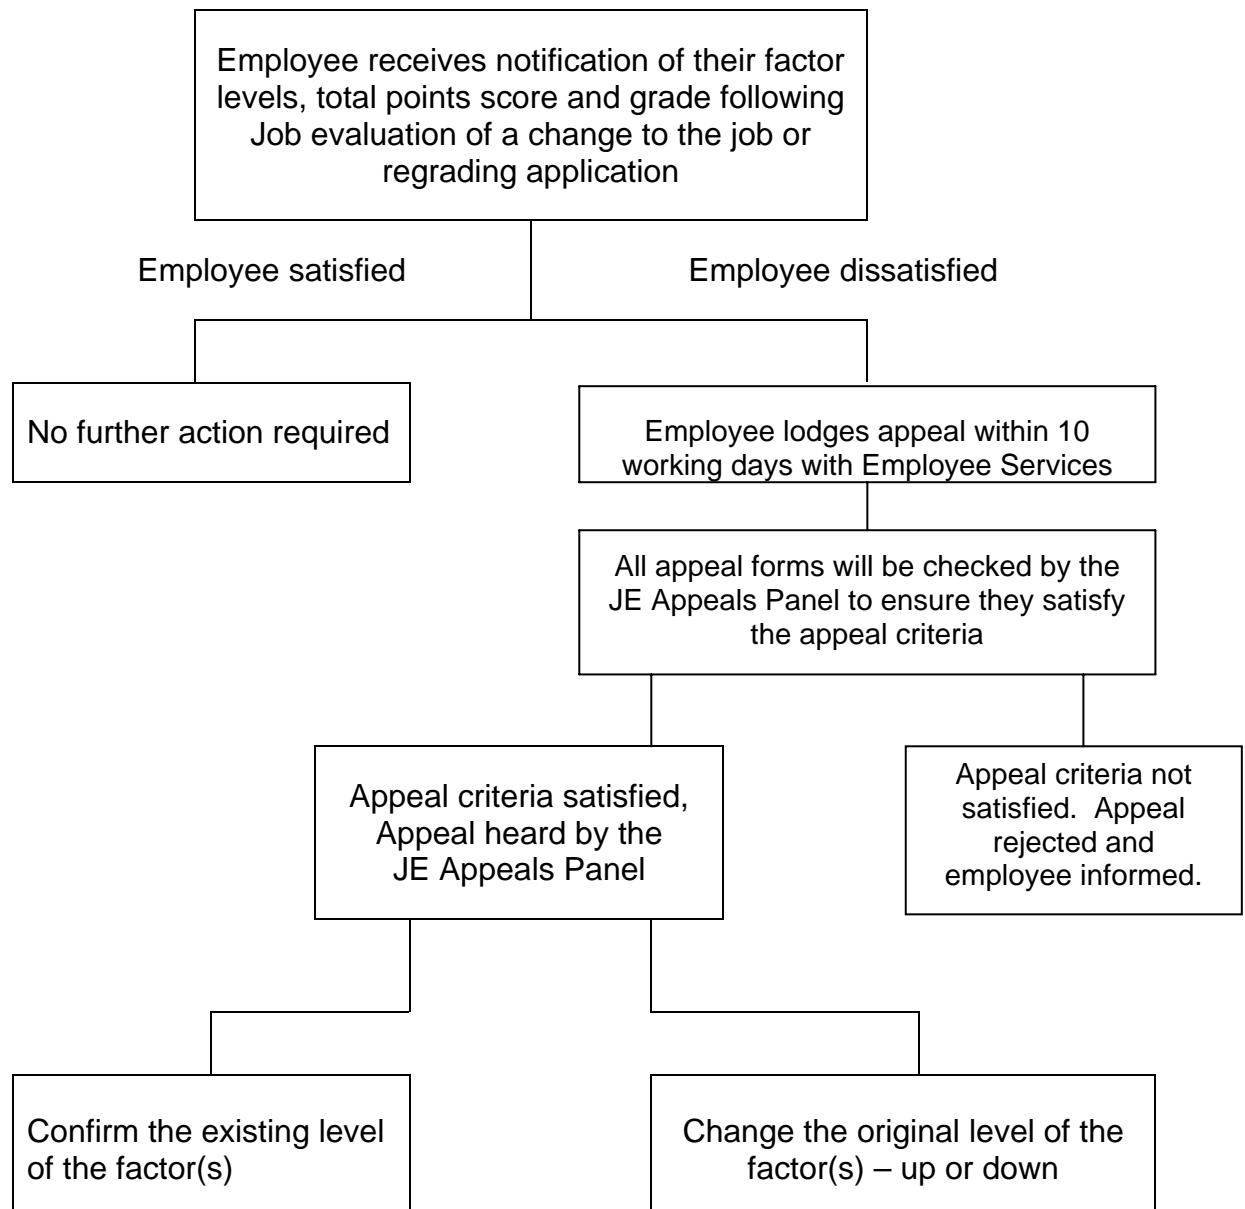 Employee receives notification of their factor
levels, total points score and grade following
Job evaluation of a change to the job or
regrading application
Employee satisfied
Employee dissatisfied
No further action required
Employee lodges appeal within 10
working days with Employee Services
All appeal forms will be checked by the
JE Appeals Panel to ensure they satisfy
the appeal criteria
Appeal criteria satisfied,
Appeal heard by the
JE Appeals Panel
Appeal criteria not
satisfied.  Appeal
rejected and
employee informed.
Confirm the existing level
of the factor(s)
Change the original level of the
factor(s) – up or down